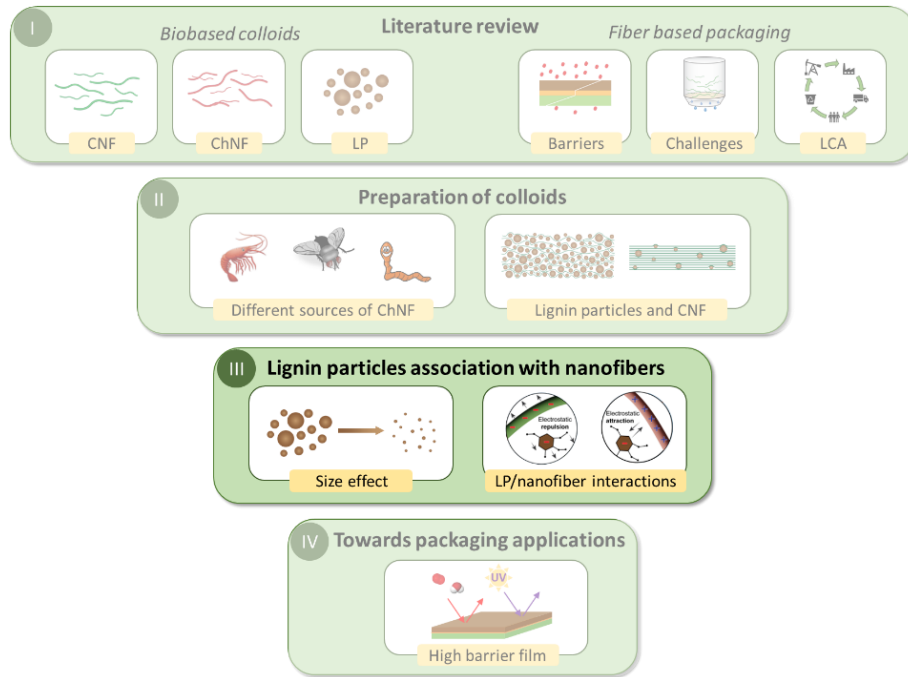 I
Literature review
Biobased colloids
Fiber based packaging
CNF
ChNF
LP
Barriers
Challenges
LCA
II
Preparation of colloids
Different sources of ChNF
Lignin particles and CNF
III
Lignin particles association with nanofibers
Electrostatic
repulsion
Electrostatic
attraction
Size effect
LP/nanofiber interactions
IV
Towards packaging applications
UV
High barrier film